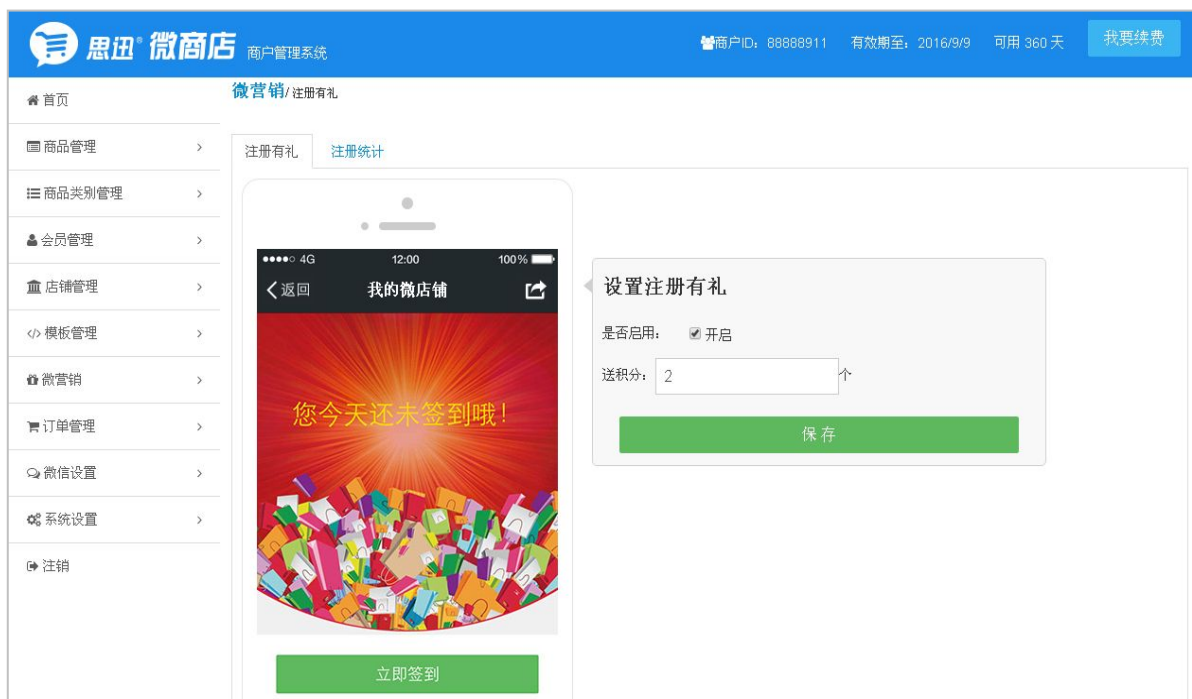 思迅® 微商店 商户管理系统 商户ID：88888911 有效期至：2016/9/9 可用 360 天 我要续费
首页
商品管理
商品类别管理
会员管理
店铺管理
模板管理
微营销
订单管理
微信设置
系统设置
注销
微营销/注册有礼
注册有礼 注册统计
4G 12:00 100%
返回 我的微店铺
您今天还未签到哦！
立即签到
设置注册有礼
是否启用： 开启
送积分： 2 个
保存